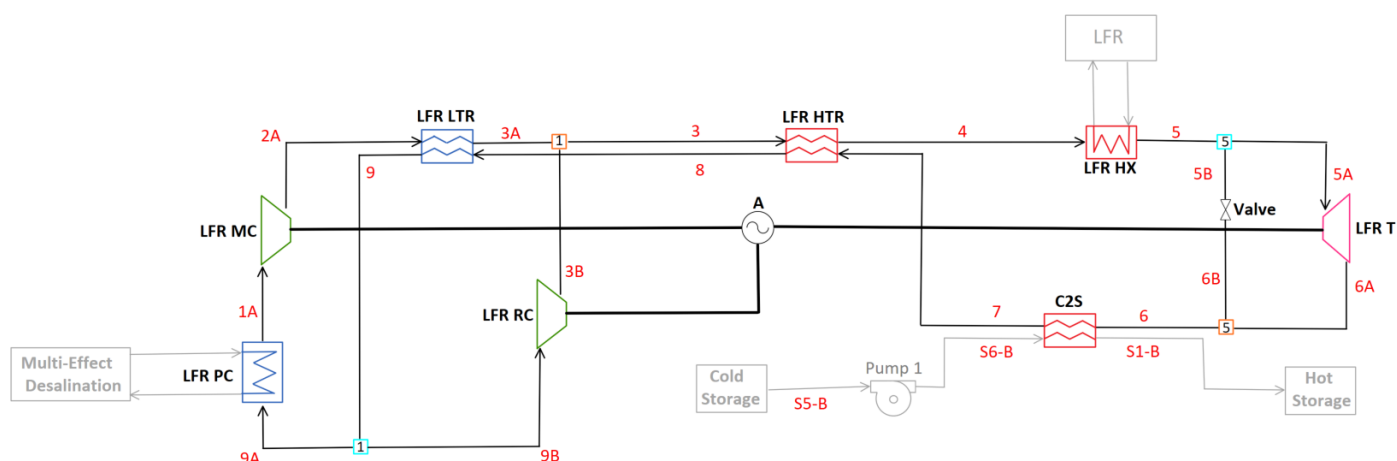 LFR
LFR LTR
LFR HTR
2A
3A
1
3
4
5
5
9
8
LFR HX
5B
5A
A
Valve
LFR MC
LFR T
3B
6B
6A
LFR RC
C2S
1A
7
6
5
Multi-Effect
Desalination
LFR PC
S6-B
S1-B
Pump 1
Cold
Storage
Hot
Storage
S5-B
1
9A
9B